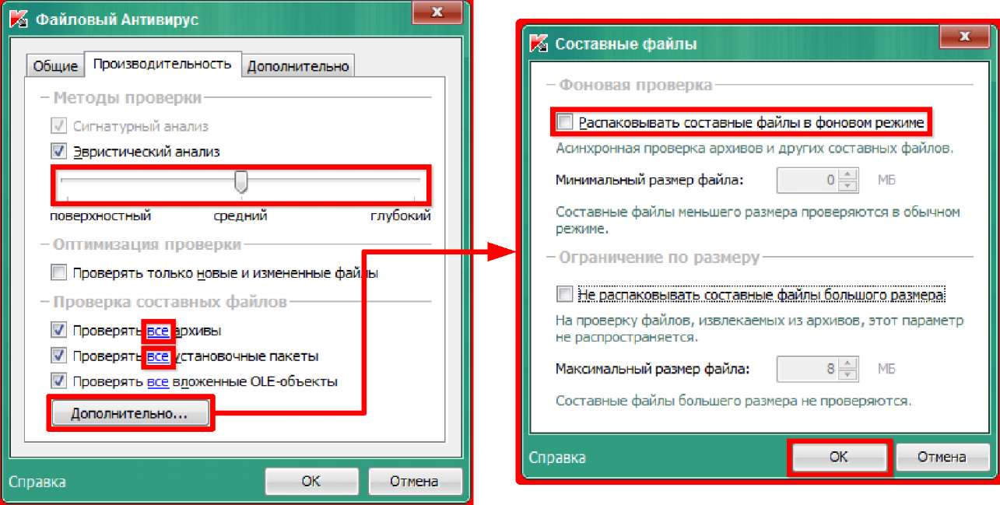 Файловый Антивирус
Общие
Производительность
Дополнительно
Методы проверки
Сигнатурный анализ
Эвристический анализ
поверхностный средний глубокий
Оптимизация проверки
Проверять только новые и измененные файлы
Проверка составных файлов
Проверять все архивы
Проверять все установочные пакеты
Проверять все вложенные OLE-объекты
Дополнительно...
Справка
OK
Отмена
Составные файлы
Фоновая проверка
Распаковывать составные файлы в фоновом режиме
Асинхронная проверка архивов и других составных файлов.
Минимальный размер файла: 0 МБ
Составные файлы меньшего размера проверяются в обычном
режиме.
Ограничение по размеру
Не распаковывать составные файлы большого размера
На проверку файлов, извлекаемых из архивов, этот параметр
не распространяется.
Максимальный размер файла: 8 МБ
Составные файлы большего размера не проверяются.
Справка
OK
Отмена